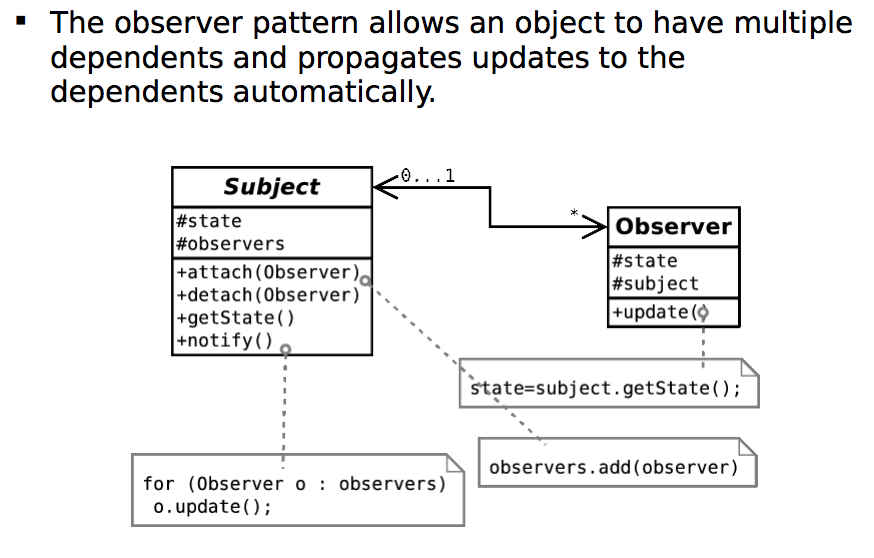 ▪ The observer pattern allows an object to have multiple
dependents and propagates updates to the
dependents automatically.
Subject
#state
#observers
+attach(Observer)
+detach(Observer)
+getState()
+notify()
0...1
*
Observer
#state
#subject
+update()
state=subject.getState();
observers.add(observer)
for (Observer o : observers)
o.update();